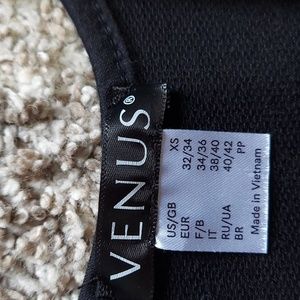 VENUS®
US/GB XS
EUR 32/34
F/B 34/36
IT 38/40
RU/UA 40/42
BR PP
Made in Vietnam